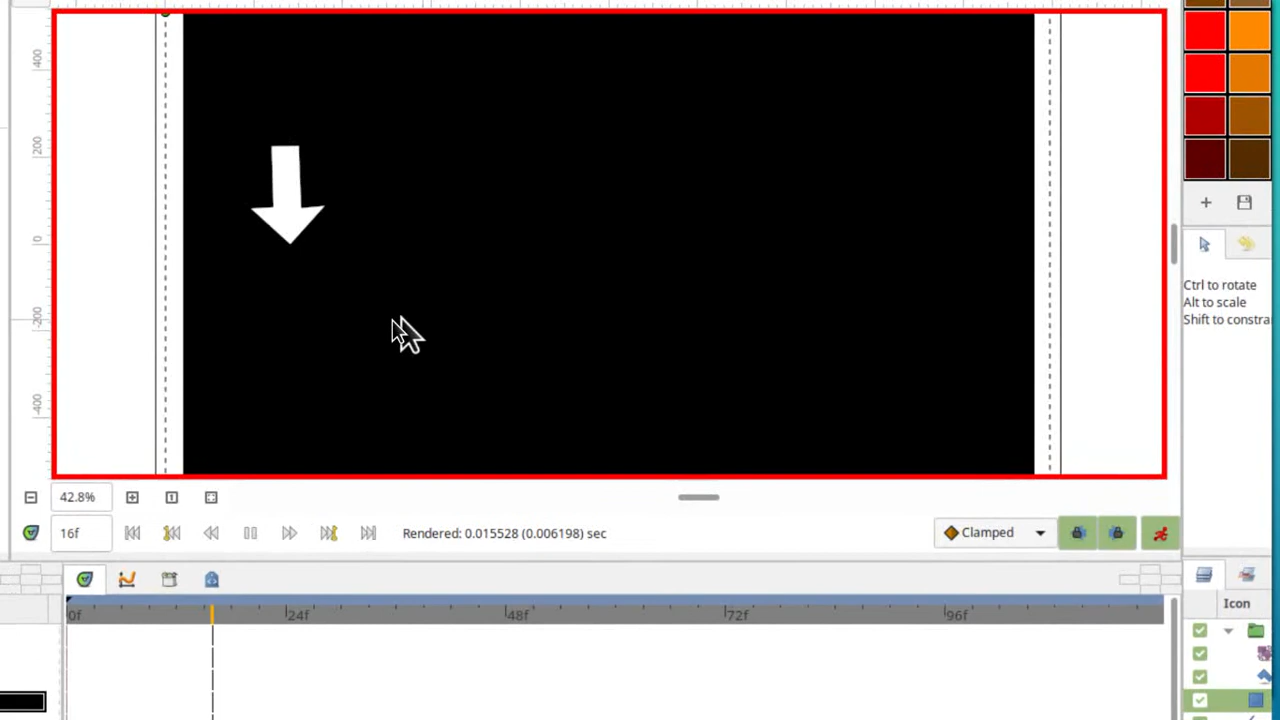 400
200
0
-200
-400
Ctrl to rotate
Alt to scale
Shift to constra
42.8%
16f
Rendered: 0.015528 (0.006198) sec
Clamped
0f
24f
48f
72f
96f
Icon